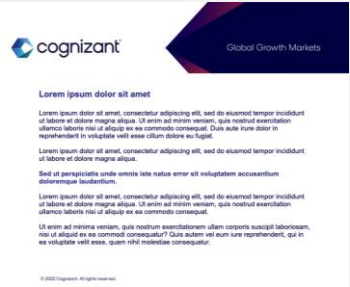 cognizant
Global Growth Markets
Lorem ipsum dolor sit amet
Lorem ipsum dolor sit amet, consectetur adipiscing elit, sed do eiusmod tempor incididunt
ut labore et dolore magna aliqua. Ut enim ad minim veniam, quis nostrud exercitation
ullamco laboris nisi ut aliquip ex ea commodo consequat. Duis aute irure dolor in
reprehenderit in voluptate velit esse cillum dolore eu fugiat.
Lorem ipsum dolor sit amet, consectetur adipiscing elit, sed do eiusmod tempor incididunt
ut labore et dolore magna aliqua.
Sed ut perspiciatis unde omnis iste natus error sit voluptatem accusantium
doloremque laudantium.
Lorem ipsum dolor sit amet, consectetur adipiscing elit, sed do eiusmod tempor incididunt
ut labore et dolore magna aliqua. Ut enim ad minim veniam, quis nostrud exercitation
ullamco laboris nisi ut aliquip ex ea commodo consequat.
Ut enim ad minima veniam, quis nostrum exercitationem ullam corporis suscipit laboriosam,
nisi ut aliquid ex ea commodi consequatur? Quis autem vel eum iure reprehenderit, qui in
ea voluptate velit esse, quam nihil molestiae consequatur.
© 2022 Cognizant. All rights reserved.